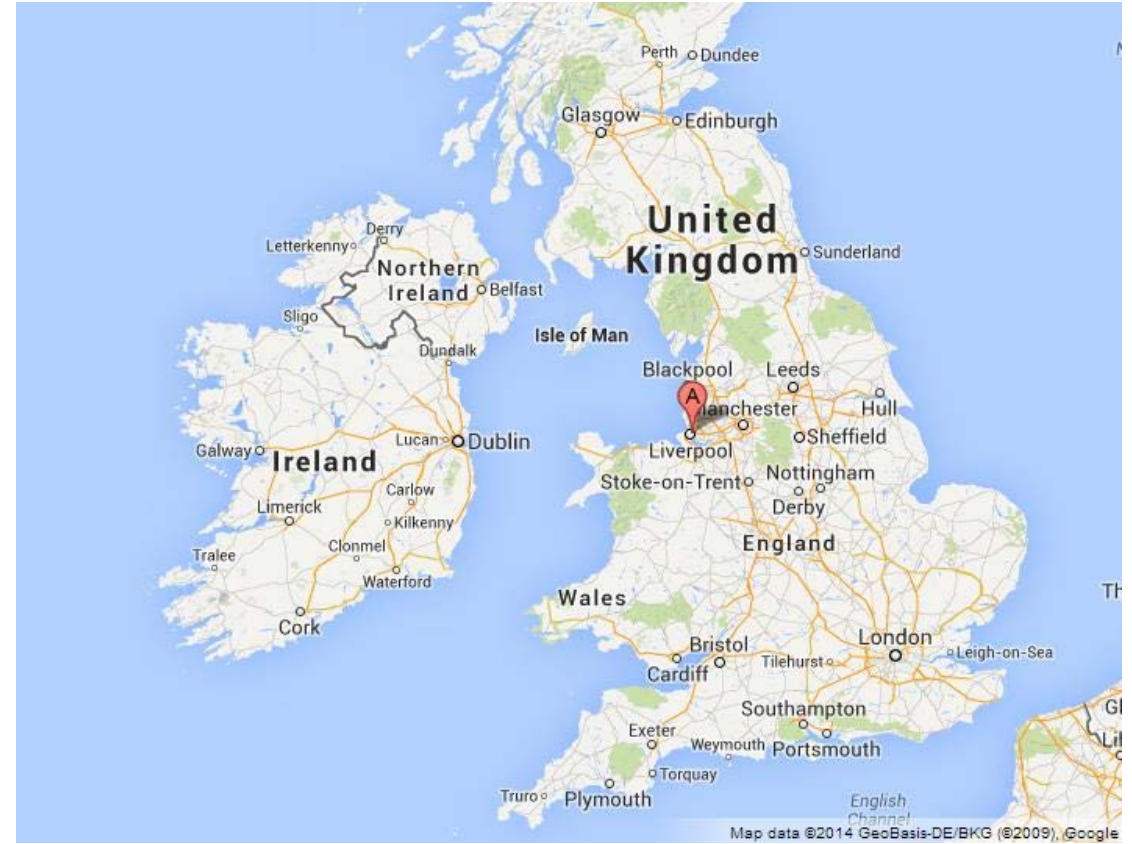 Perth
Dundee
Glasgow
Edinburgh
United
Kingdom
Sunderland
Derry
Letterkenny
Northern
Ireland
Belfast
Sligo
Isle of Man
Dundalk
Blackpool
Leeds
A
Manchester
Hull
Lucan
Dublin
Sheffield
Galway
Ireland
Liverpool
Stoke-on-Trent
Nottingham
Derby
Carlow
Limerick
Kilkenny
England
Clonmel
Tralee
Waterford
Wales
Th
Cork
London
Leigh-on-Sea
Bristol
Tilehurst
Cardiff
Southampton
Gl
Exeter
Weymouth
Portsmouth
Lil
Torquay
Truro
Plymouth
English
Channel
Map data ©2014 GeoBasis-DE/BKG (©2009), Google